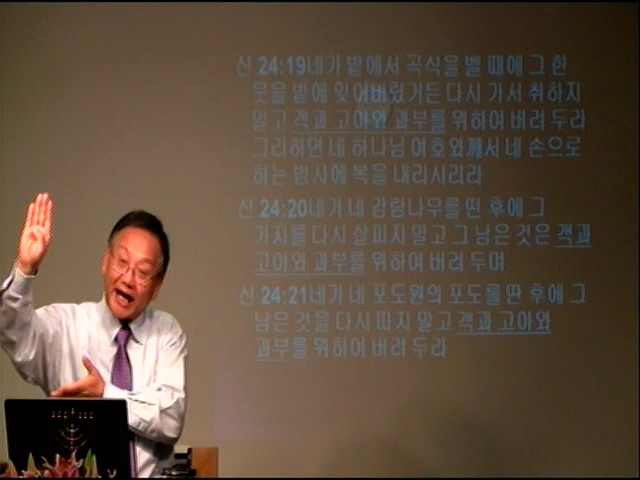 신 24:19네가 밭에서 곡식을 벨 때에 그 한
뭇을 밭에 잊어버렸거든 다시 가서 취하지
말고 객과 고아와 과부를 위하여 버려 두라
그리하면 네 하나님 여호와께서 네 손으로
하는 범사에 복을 내리시리라
신 24:20네가 네 감람나무를 떤 후에 그
가지를 다시 살피지 말고 그 남은 것은 객과
고아와 과부를 위하여 버려 두며
신 24:21네가 네 포도원의 포도를 딴 후에 그
남은 것을 다시 따지 말고 객과 고아와
과부를 위하여 버려 두라